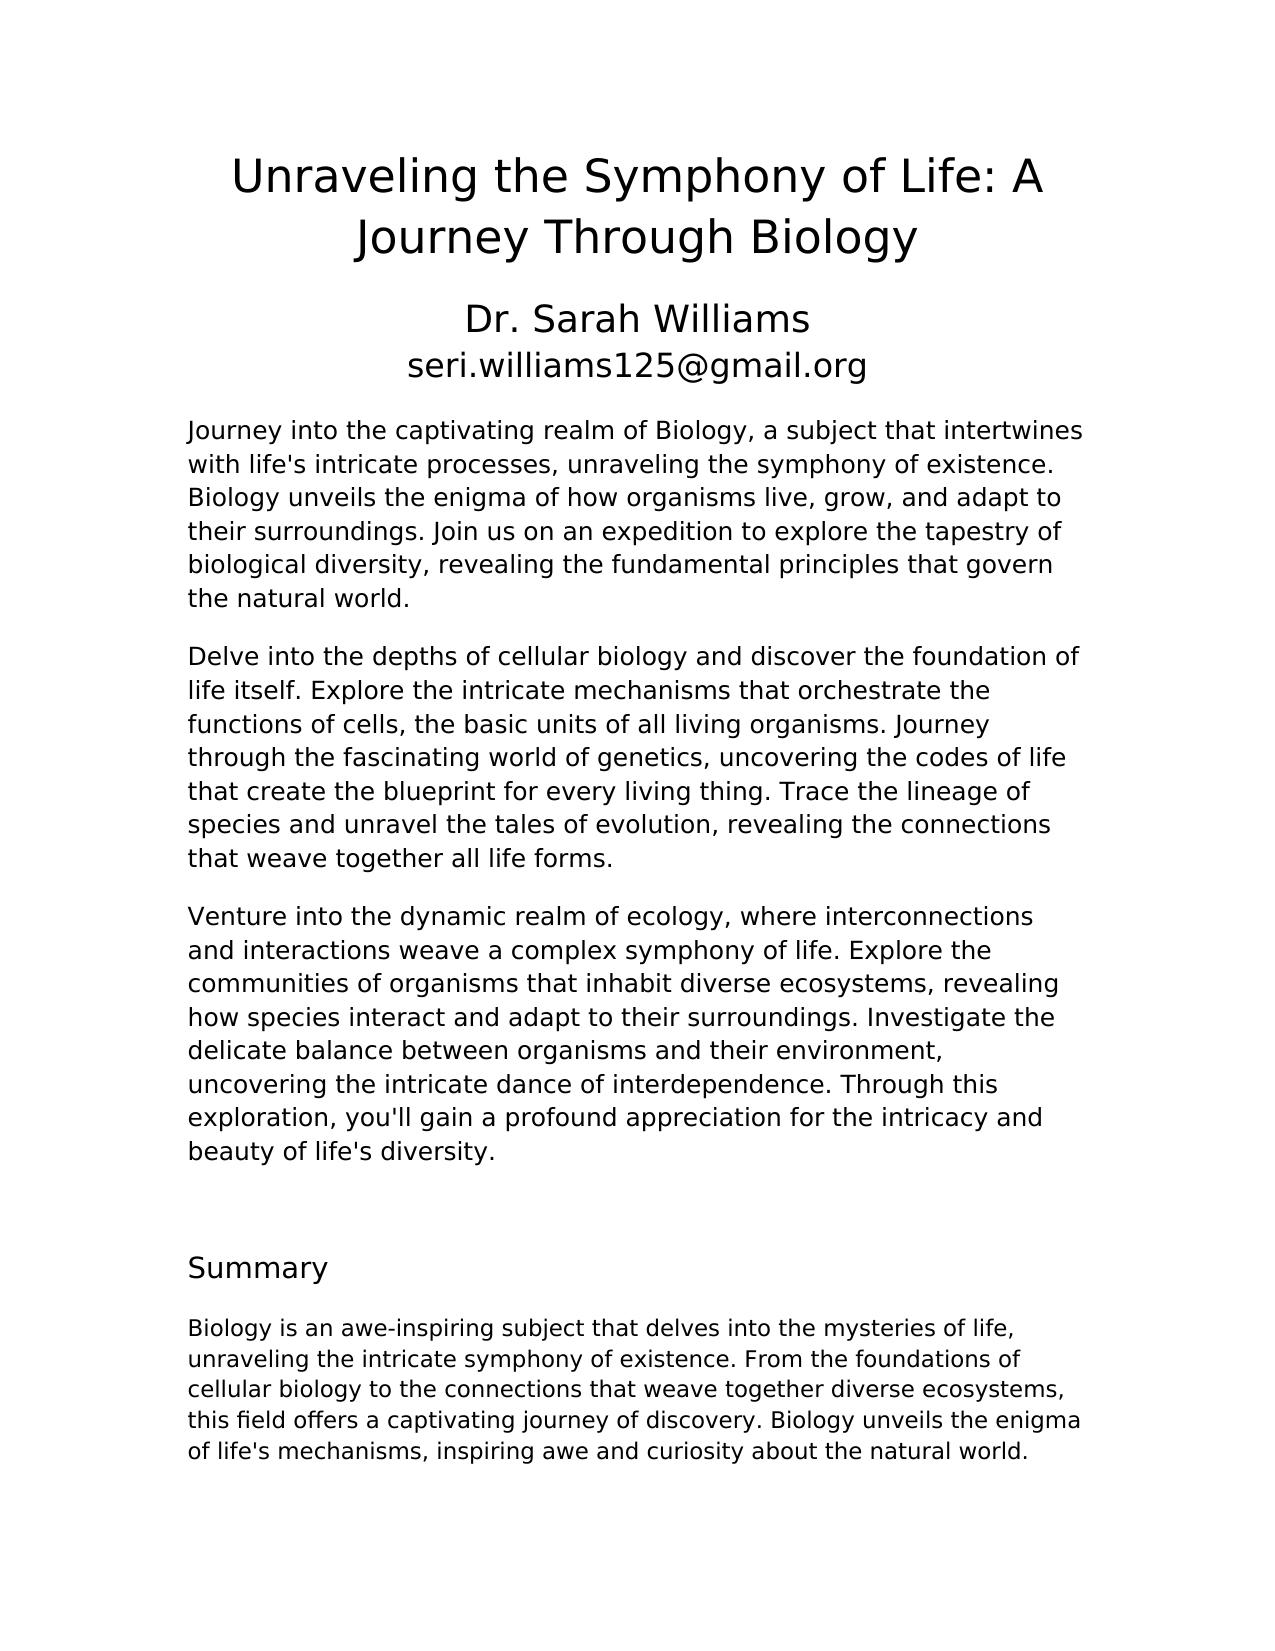 Unraveling the Symphony of Life: A
Journey Through Biology
Dr. Sarah Williams
seri.williams125@gmail.org
Journey into the captivating realm of Biology, a subject that intertwines
with life's intricate processes, unraveling the symphony of existence.
Biology unveils the enigma of how organisms live, grow, and adapt to
their surroundings. Join us on an expedition to explore the tapestry of
biological diversity, revealing the fundamental principles that govern
the natural world.
Delve into the depths of cellular biology and discover the foundation of
life itself. Explore the intricate mechanisms that orchestrate the
functions of cells, the basic units of all living organisms. Journey
through the fascinating world of genetics, uncovering the codes of life
that create the blueprint for every living thing. Trace the lineage of
species and unravel the tales of evolution, revealing the connections
that weave together all life forms.
Venture into the dynamic realm of ecology, where interconnections
and interactions weave a complex symphony of life. Explore the
communities of organisms that inhabit diverse ecosystems, revealing
how species interact and adapt to their surroundings. Investigate the
delicate balance between organisms and their environment,
uncovering the intricate dance of interdependence. Through this
exploration, you'll gain a profound appreciation for the intricacy and
beauty of life's diversity.
Summary
Biology is an awe-inspiring subject that delves into the mysteries of life,
unraveling the intricate symphony of existence. From the foundations of
cellular biology to the connections that weave together diverse ecosystems,
this field offers a captivating journey of discovery. Biology unveils the enigma
of life's mechanisms, inspiring awe and curiosity about the natural world.